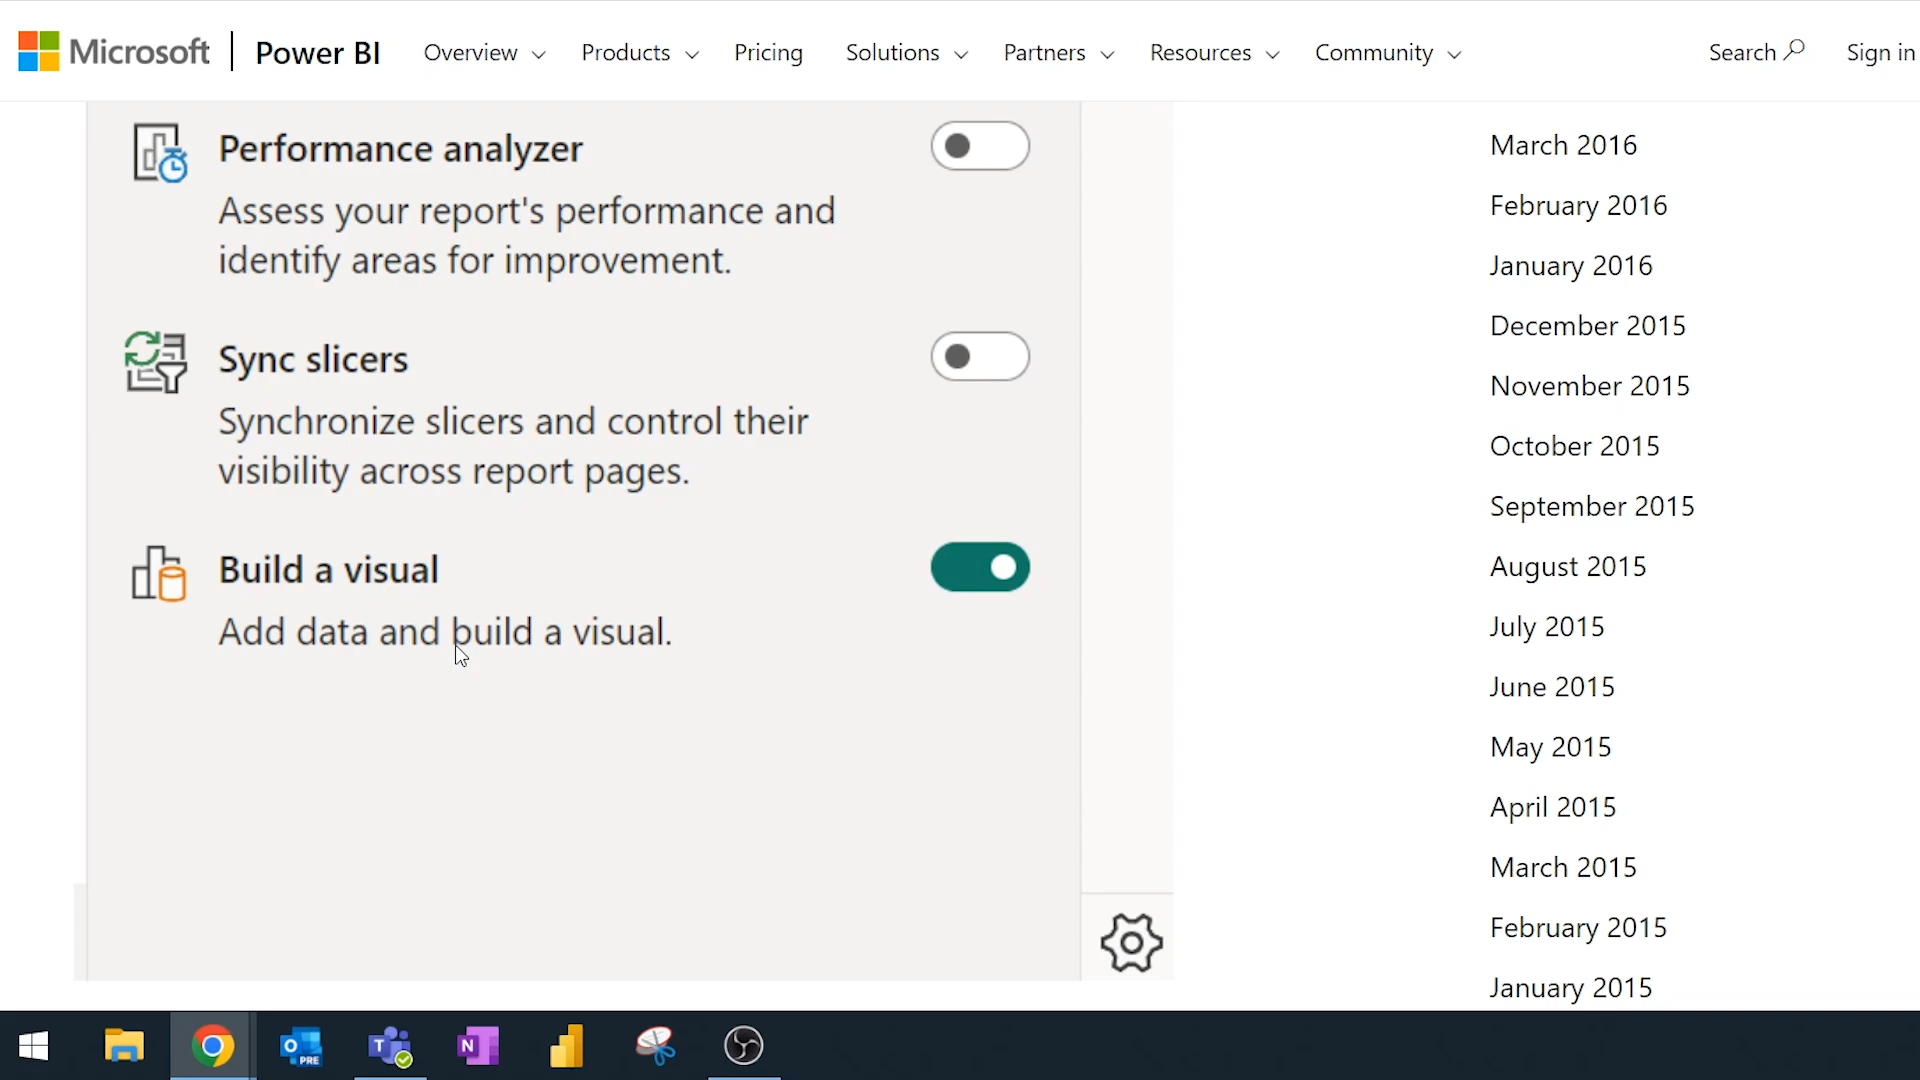 Microsoft Power BI Overview Products Pricing Solutions Partners Resources Community Search Sign in
Performance analyzer
Assess your report's performance and
identify areas for improvement.
Sync slicers
Synchronize slicers and control their
visibility across report pages.
Build a visual
Add data and build a visual.
March 2016
February 2016
January 2016
December 2015
November 2015
October 2015
September 2015
August 2015
July 2015
June 2015
May 2015
April 2015
March 2015
February 2015
January 2015
O PRE T N